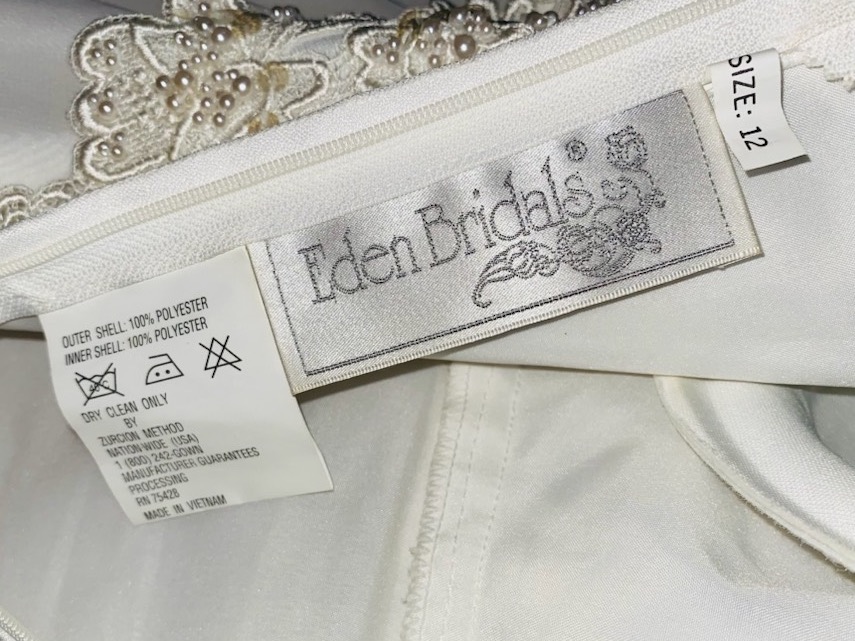 SIZE: 12
Eden Bridals®
OUTER SHELL: 100% POLYESTER
INNER SHELL: 100% POLYESTER
40°C
DRY CLEAN ONLY
BY
ZURCION METHOD
NATION-WIDE (USA)
1 (800) 242-GOWN
MANUFACTURER GUARANTEES
PROCESSING
RN 75428
MADE IN VIETNAM